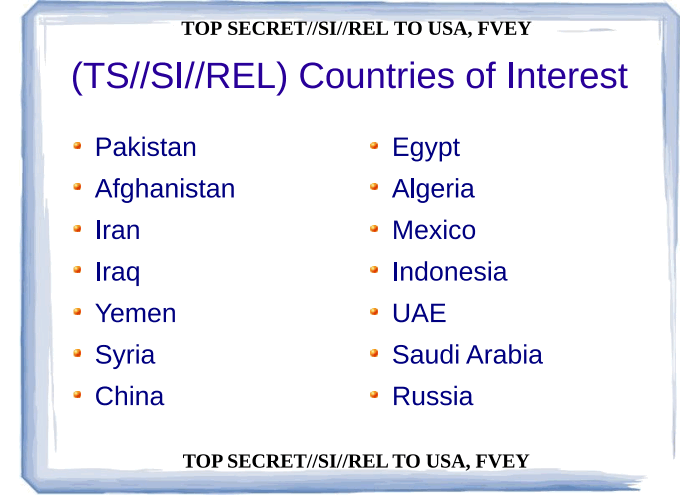 TOP SECRET//SI//REL TO USA, FVEY
(TS//SI//REL) Countries of Interest
Pakistan
Afghanistan
Iran
Iraq
Yemen
Syria
China
Egypt
Algeria
Mexico
Indonesia
UAE
Saudi Arabia
Russia
TOP SECRET//SI//REL TO USA, FVEY